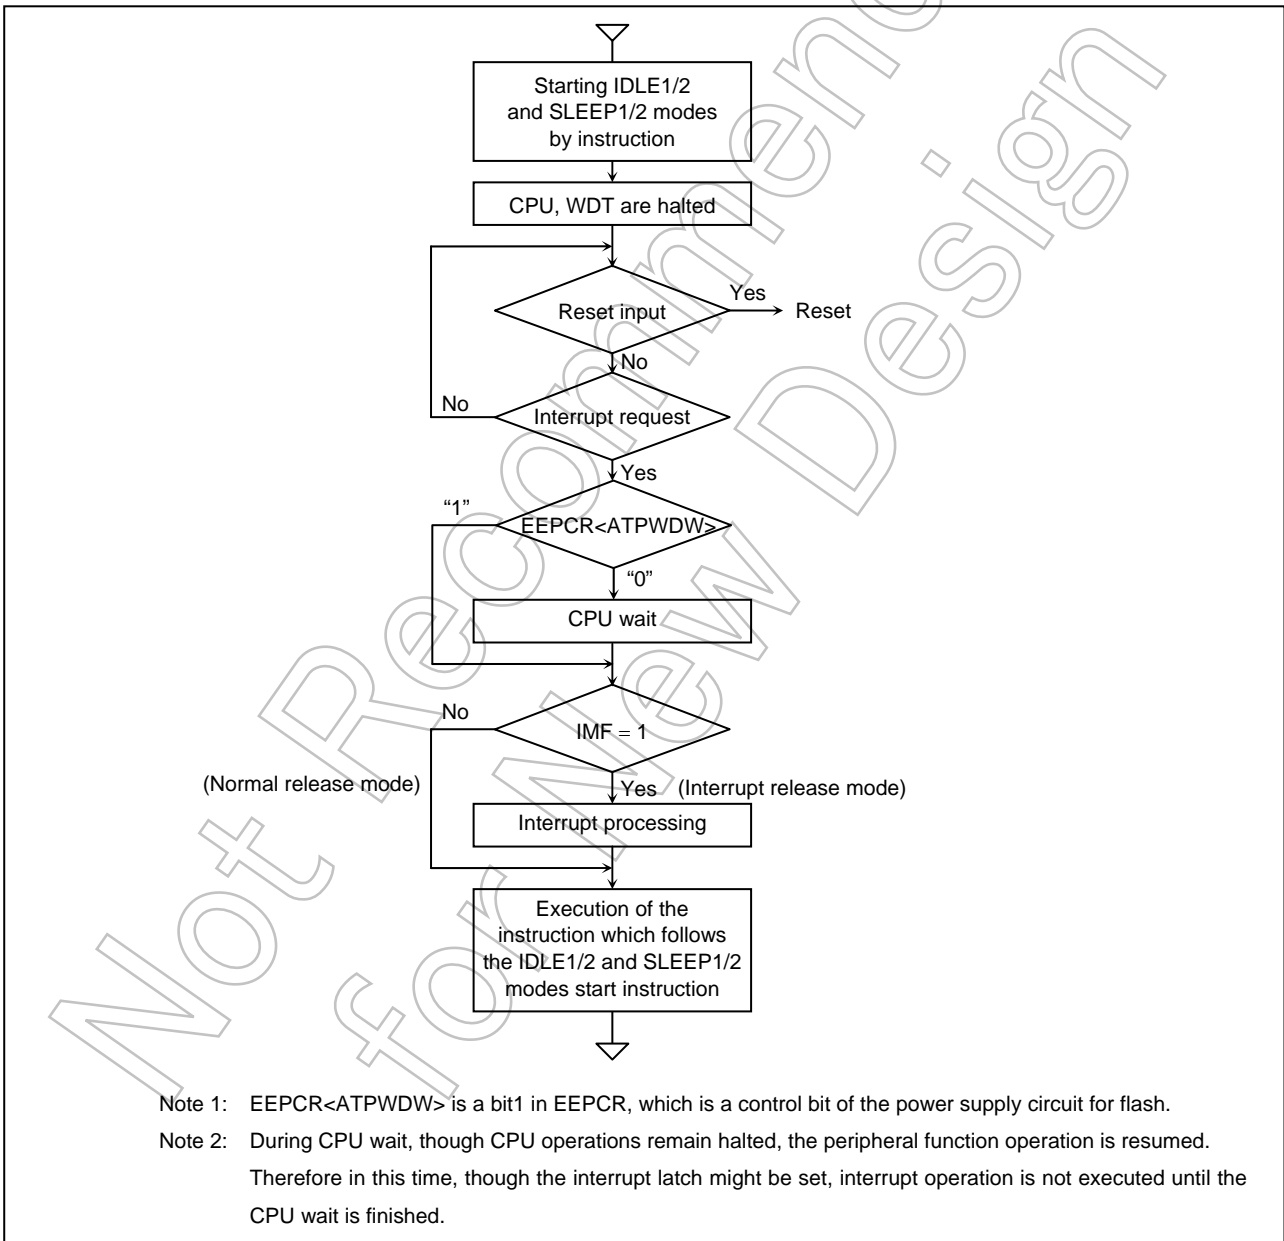 Starting IDLE1/2
and SLEEP1/2 modes
by instruction
CPU, WDT are halted
Reset input
Yes
Reset
No
Interrupt request
No
Yes
EEPCR<ATPWDW>
“1”
“0”
CPU wait
IMF = 1
No
(Normal release mode)
Yes (Interrupt release mode)
Interrupt processing
Execution of the
instruction which follows
the IDLE1/2 and SLEEP1/2
modes start instruction
Note 1: EEPCR<ATPWDW> is a bit1 in EEPCR, which is a control bit of the power supply circuit for flash.
Note 2: During CPU wait, though CPU operations remain halted, the peripheral function operation is resumed.
Therefore in this time, though the interrupt latch might be set, interrupt operation is not executed until the
CPU wait is finished.
Not Recommend
for New Design